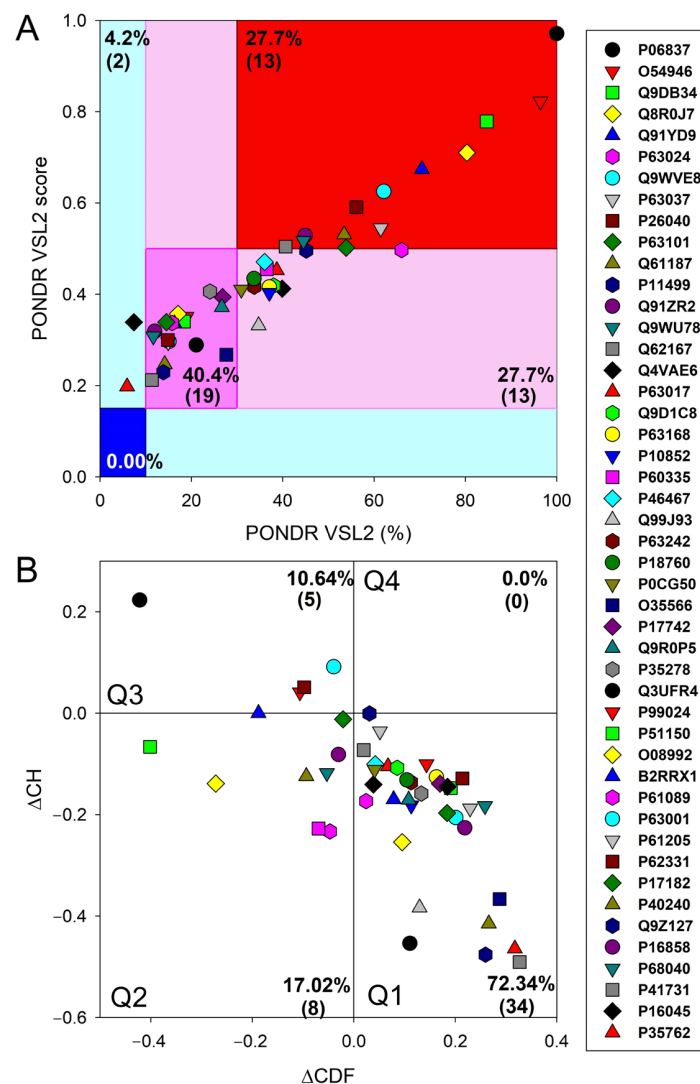 A
1.0
0.8
0.6
0.4
0.2
0.0
PONDR VSL2 score
4.2%
(2)
27.7%
(13)
40.4%
(19)
27.7%
(13)
0.00%
0
20
40
60
80
100
PONDR VSL2 (%)
B
0.2
0.0
−0.2
−0.4
−0.6
ΔCH
10.64%
(5)
Q4
0.0%
(0)
Q3
Q2
17.02%
(8)
Q1
72.34%
(34)
−0.4
−0.2
0.0
0.2
0.4
ΔCDF
P06837
O54946
Q9DB34
Q8R0J7
Q91YD9
P63024
Q9WVE8
P63037
P26040
P63101
Q61187
P11499
Q91ZR2
Q9WU78
Q62167
Q4VAE6
P63017
Q9D1C8
P63168
P10852
P60335
P46467
Q99J93
P63242
P18760
P0CG50
O35566
P17742
Q9R0P5
P35278
Q3UFR4
P99024
P51150
O08992
B2RRX1
P61089
P63001
P61205
P62331
P17182
P40240
Q9Z127
P16858
P68040
P41731
P16045
P35762